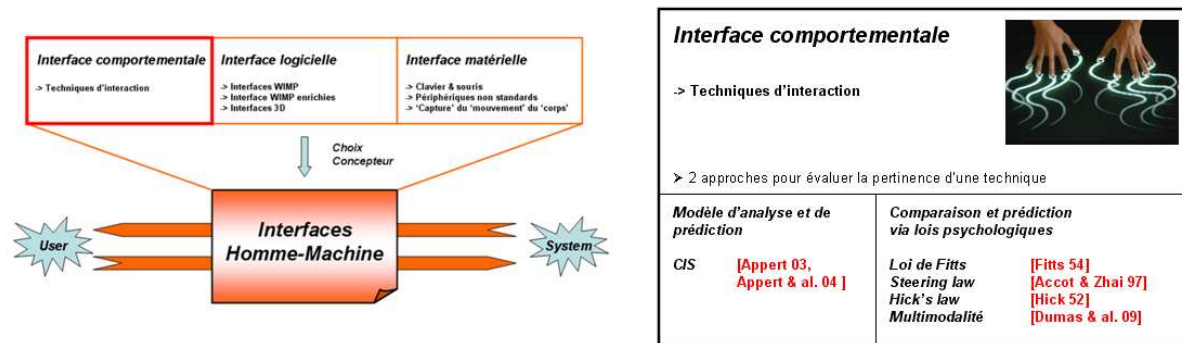 Interface comportementale
-> Techniques d'interaction
Interface logicielle
-> Interfaces WIMP
-> Interface WIMP enrichies
-> Interfaces 3D
Interface matérielle
-> Clavier & souris
-> Périphériques non standards
-> 'Capture' du 'mouvement' du 'corps'
Choix
Concepteur
User
Interfaces
Homme-Machine
System
Interface comportementale
-> Techniques d'interaction
➤ 2 approches pour évaluer la pertinence d'une technique
Modèle d'analyse et de
prédiction
CIS [Appert 03,
Appert & al. 04 ]
Comparaison et prédiction
via lois psychologiques
Loi de Fitts [Fitts 54]
Steering law [Accot & Zhai 97]
Hick's law [Hick 52]
Multimodalité [Dumas & al. 09]